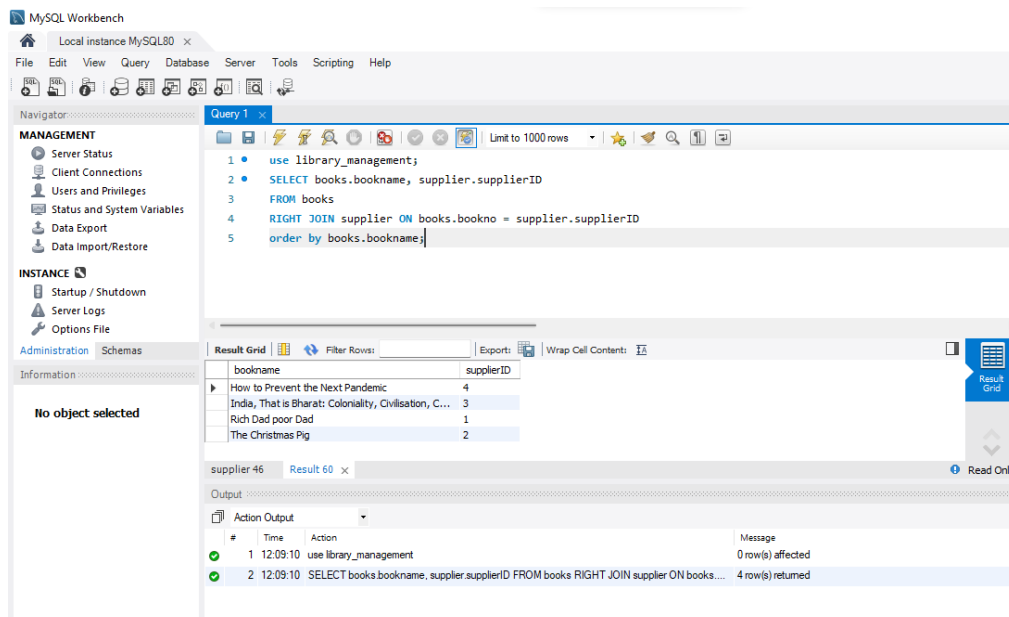 MySQL Workbench
Local instance MySQL80 ×
File Edit View Query Database Server Tools Scripting Help
Navigator
MANAGEMENT
Server Status
Client Connections
Users and Privileges
Status and System Variables
Data Export
Data Import/Restore
INSTANCE
Startup / Shutdown
Server Logs
Options File
Administration Schemas
Information
No object selected
Query 1 ×
Limit to 1000 rows
1 use library_management;
2 SELECT books.bookname, supplier.supplierID
3 FROM books
4 RIGHT JOIN supplier ON books.bookno = supplier.supplierID
5 order by books.bookname;
Result Grid Filter Rows: Export: Wrap Cell Content:
bookname supplierID
How to Prevent the Next Pandemic 4
India, That is Bharat: Coloniality, Civilisation, C... 3
Rich Dad poor Dad 1
The Christmas Pig 2
Result
Grid
supplier 46 Result 60 × Read Onl
Output
Action Output
# Time Action Message
1 12:09:10 use library_management 0 row(s) affected
2 12:09:10 SELECT books.bookname, supplier.supplierID FROM books RIGHT JOIN supplier ON books.... 4 row(s) returned